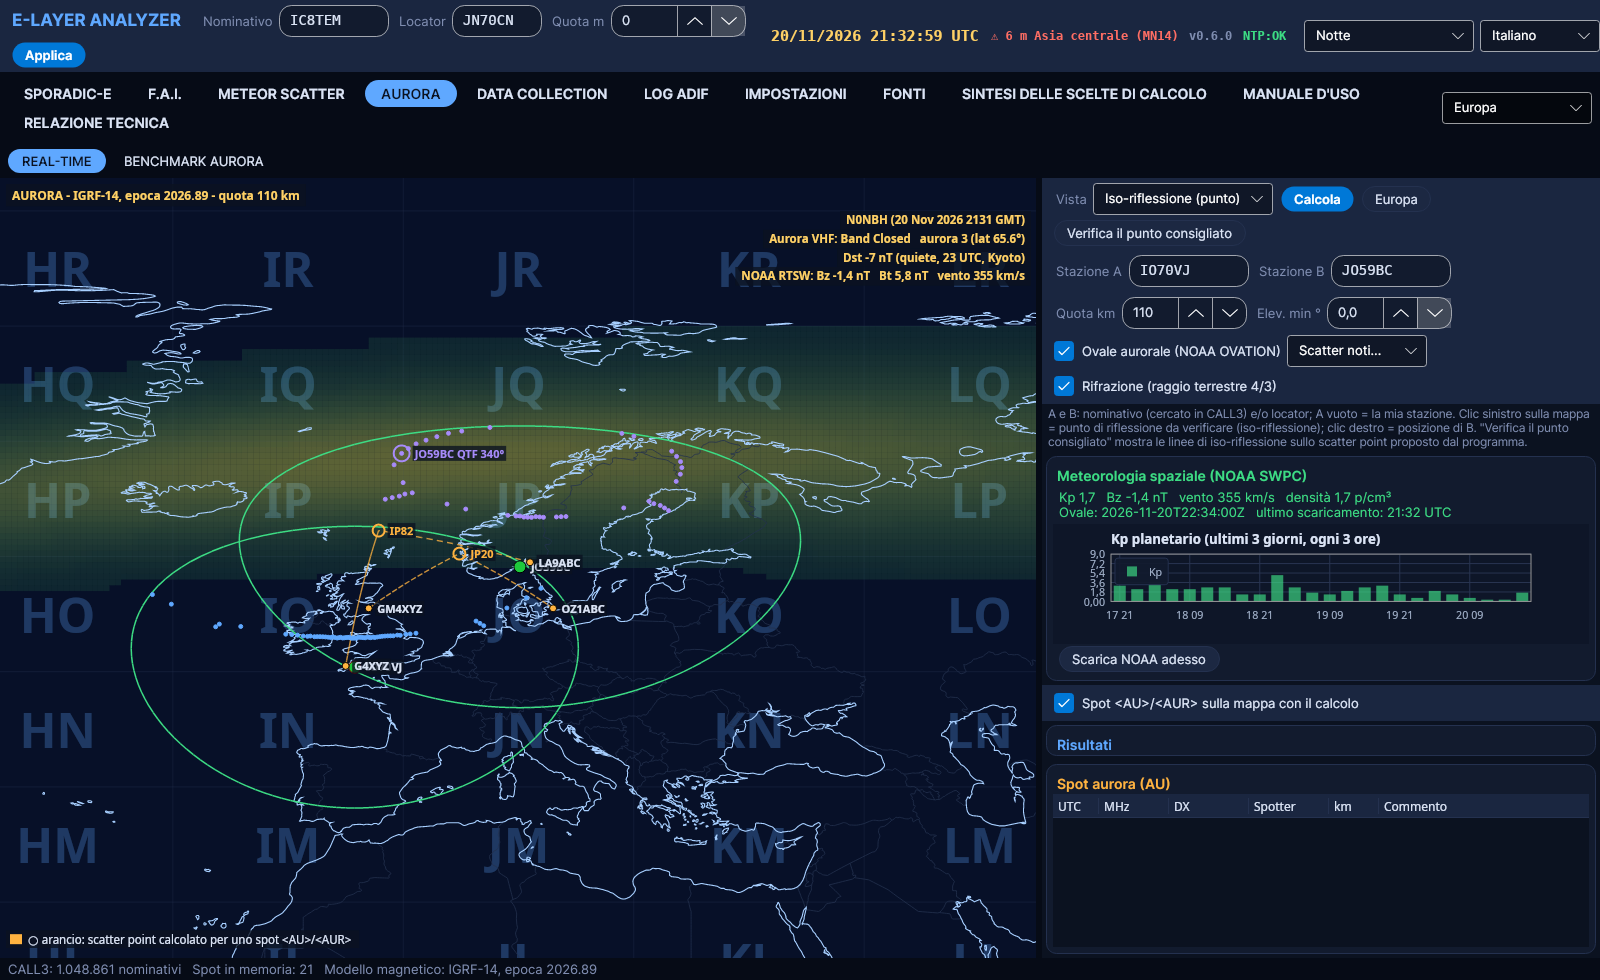 E-LAYER ANALYZER Nominativo IC8TEM Locator JN70CN Quota m 0
20/11/2026 21:32:59 UTC ⚠ 6 m Asia centrale (MN14) v0.6.0 NTP:OK Notte Italiano
Applica
SPORADIC-E F.A.I. METEOR SCATTER AURORA DATA COLLECTION LOG ADIF IMPOSTAZIONI FONTI SINTESI DELLE SCELTE DI CALCOLO MANUALE D'USO
RELAZIONE TECNICA
Europa
REAL-TIME BENCHMARK AURORA
AURORA - IGRF-14, epoca 2026.89 - quota 110 km
N0NBH (20 Nov 2026 2131 GMT)
Aurora VHF: Band Closed aurora 3 (lat 65.6°)
Dst -7 nT (quiete, 23 UTC, Kyoto)
NOAA RTSW: Bz -1,4 nT Bt 5,8 nT vento 355 km/s
HR IR JR KR
HQ IQ JQ KQ LQ
JO59BC QTF 340°
HP IP JP KP LP
IP82
JP20
LA9ABC
HO IO JO KO LO
GM4XYZ OZ1ABC
G4XYZ VJ
HN IN JN KN LN
HM IM JM KM LM
arancio: scatter point calcolato per uno spot <AU>/<AUR>
Vista Iso-riflessione (punto) Calcola Europa
Verifica il punto consigliato
Stazione A IO70VJ Stazione B JO59BC
Quota km 110 Elev. min ° 0,0
Ovale aurorale (NOAA OVATION) Scatter noti...
Rifrazione (raggio terrestre 4/3)
A e B: nominativo (cercato in CALL3) e/o locator; A vuoto = la mia stazione. Clic sinistro sulla mappa
= punto di riflessione da verificare (iso-riflessione); clic destro = posizione di B. "Verifica il punto
consigliato" mostra le linee di iso-riflessione sullo scatter point proposto dal programma.
Meteorologia spaziale (NOAA SWPC)
Kp 1,7 Bz -1,4 nT vento 355 km/s densità 1,7 p/cm³
Ovale: 2026-11-20T22:34:00Z ultimo scaricamento: 21:32 UTC
Kp planetario (ultimi 3 giorni, ogni 3 ore)
9,0
7,2
5,4
3,6
1,8
0,00
Kp
17 21 18 09 18 21 19 09 19 21 20 09
Scarica NOAA adesso
Spot <AU>/<AUR> sulla mappa con il calcolo
Risultati
Spot aurora (AU)
UTC MHz DX Spotter km Commento
CALL3: 1.048.861 nominativi Spot in memoria: 21 Modello magnetico: IGRF-14, epoca 2026.89